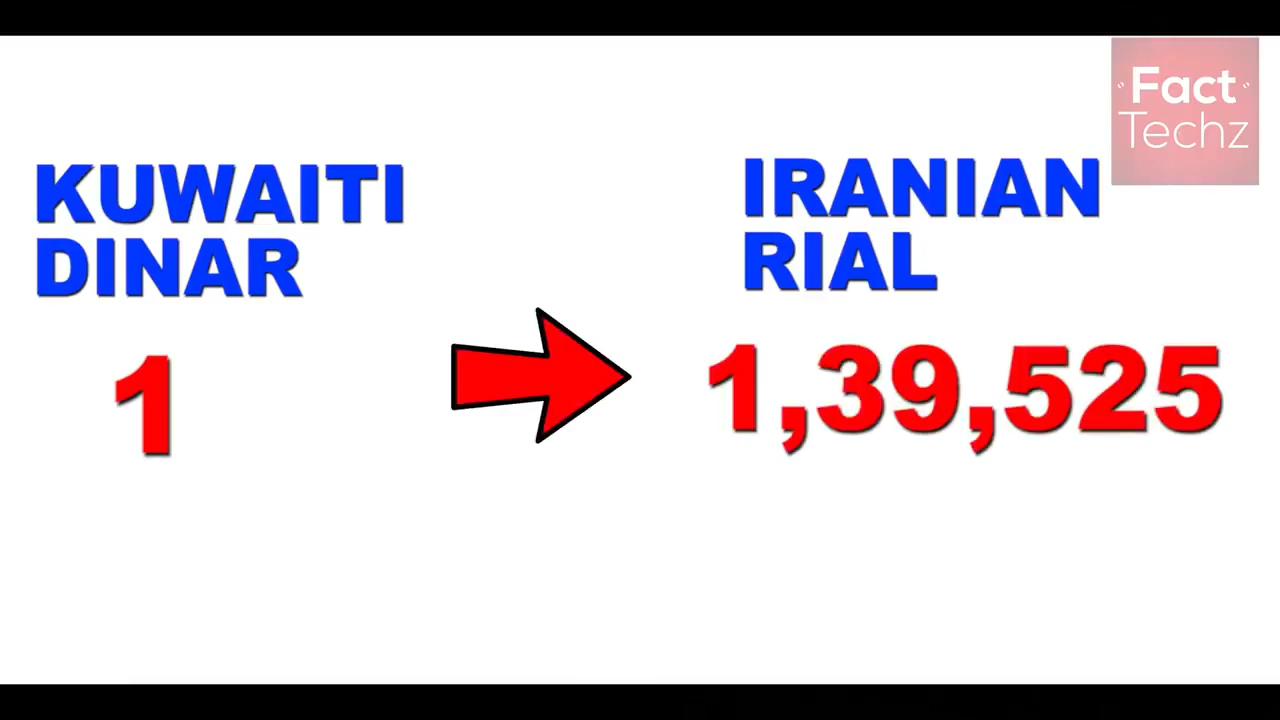 Fact
Techz
KUWAITI
DINAR
1
IRANIAN
RIAL
1,39,525